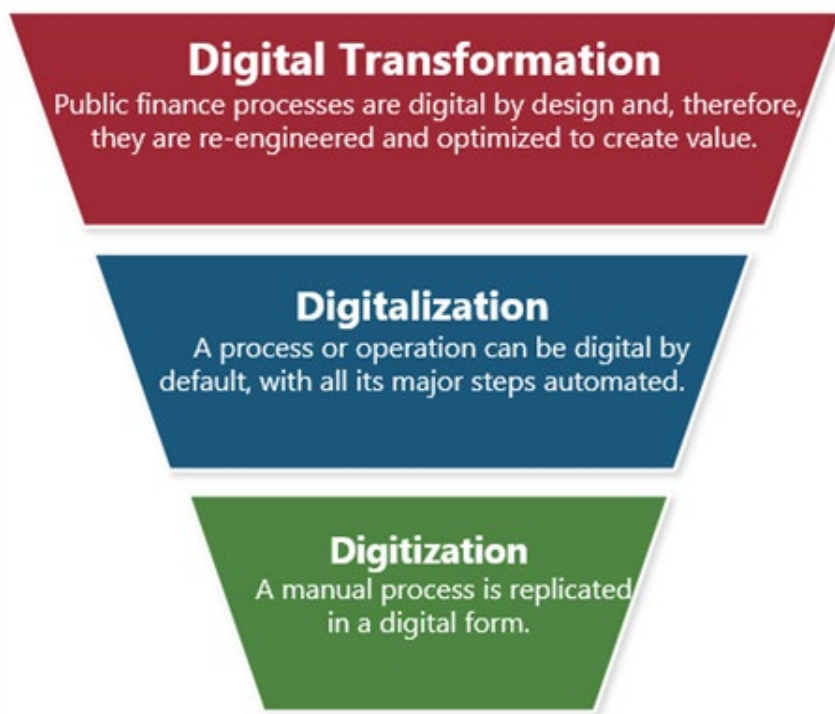 Digital Transformation
Public finance processes are digital by design and, therefore,
they are re-engineered and optimized to create value.
Digitalization
A process or operation can be digital by
default, with all its major steps automated.
Digitization
A manual process is replicated
in a digital form.